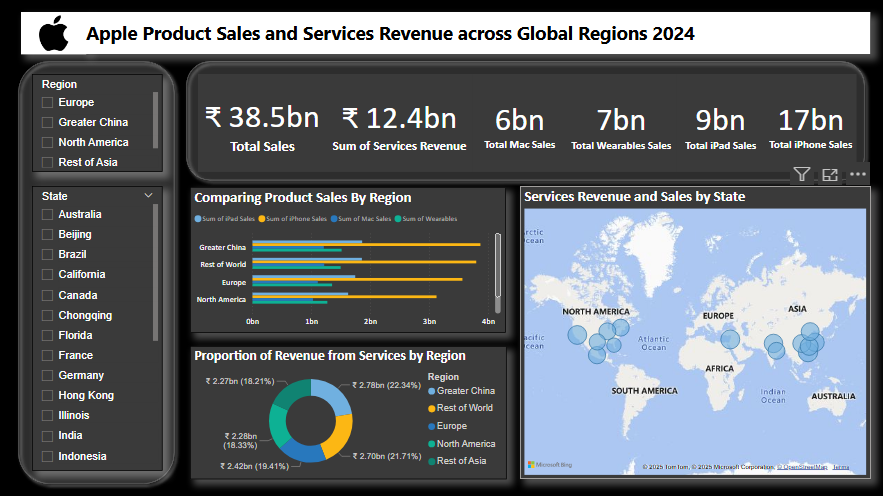 Apple Product Sales and Services Revenue across Global Regions 2024
Region
Europe
Greater China
North America
Rest of Asia
State
Australia
Beijing
Brazil
California
Canada
Chongqing
Florida
France
Germany
Hong Kong
Illinois
India
Indonesia
₹ 38.5bn
Total Sales
₹ 12.4bn
Sum of Services Revenue
6bn
Total Mac Sales
7bn
Total Wearables Sales
9bn
Total iPad Sales
17bn
Total iPhone Sales
Comparing Product Sales By Region
Sum of iPad Sales Sum of iPhone Sales Sum of Mac Sales Sum of Wearables
Greater China
Rest of World
Europe
North America
0bn 1bn 2bn 3bn 4bn
Proportion of Revenue from Services by Region
₹ 2.27bn (18.21%)
₹ 2.78bn (22.34%)
₹ 2.28bn
(18.33%)
₹ 2.42bn (19.41%)
₹ 2.70bn (21.71%)
Region
Greater China
Rest of World
Europe
North America
Rest of Asia
Services Revenue and Sales by State
Arctic
Ocean
NORTH AMERICA
EUROPE
ASIA
Pacific
Ocean
Atlantic
Ocean
AFRICA
SOUTH AMERICA
Indian
Ocean
AUSTRALIA
Microsoft Bing
© 2025 TomTom, © 2025 Microsoft Corporation, © OpenStreetMap Terms